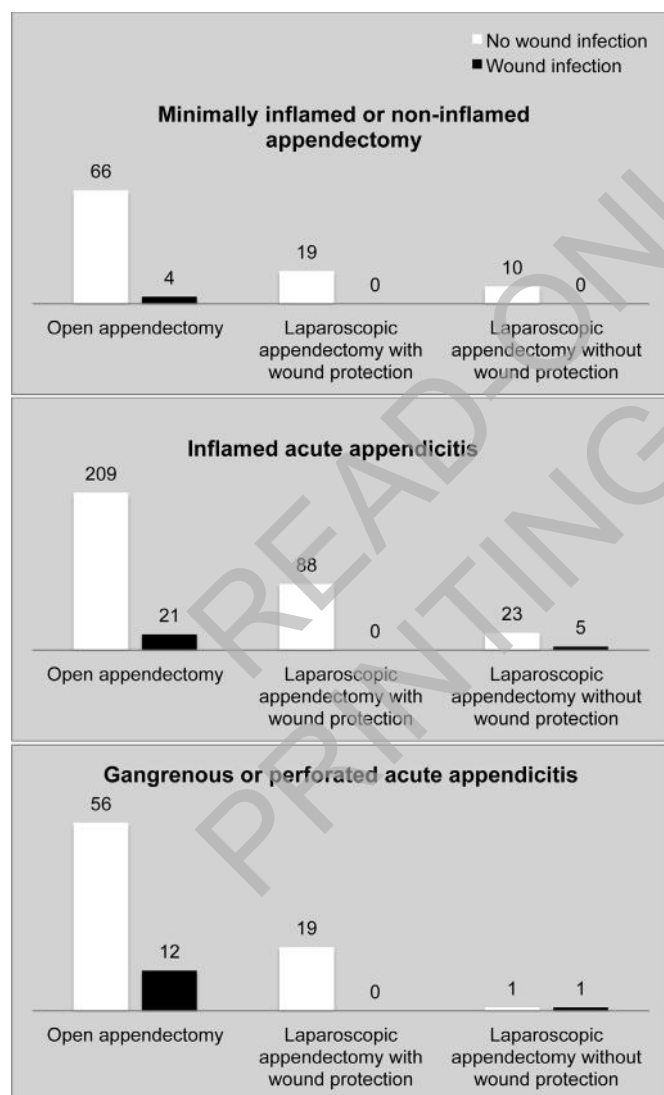 No wound infection
Wound infection
Minimally inflamed or non-inflamed
appendectomy
66
4
19
0
10
0
Open appendectomy
Laparoscopic
appendectomy with
wound protection
Laparoscopic
appendectomy without
wound protection
Inflamed acute appendicitis
209
21
88
0
23
5
Open appendectomy
Laparoscopic
appendectomy with
wound protection
Laparoscopic
appendectomy without
wound protection
Gangrenous or perforated acute appendicitis
56
12
19
0
1
1
Open appendectomy
Laparoscopic
appendectomy with
wound protection
Laparoscopic
appendectomy without
wound protection
READ-ONL
PRINTING